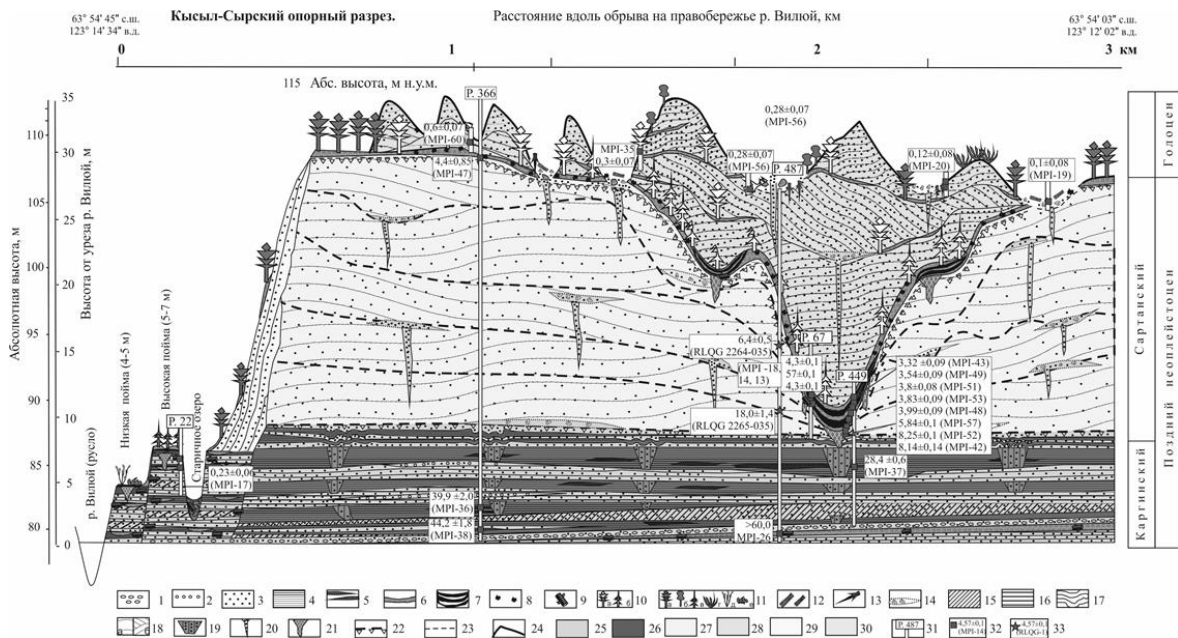 63° 54' 45" с.ш.
123° 14' 34" в.д.
Кысыл-Сырский опорный разрез.
Расстояние вдоль обрыва на правобережье р. Вилюй, км
63° 54' 03" с.ш.
123° 12' 02" в.д.
0
1
2
3 км
115 Абс. высота, м н.у.м.
Абсолютная высота, м
110
100
95
90
85
80
Высота от уреза р. Вилюй, м
35
30
25
20
15
10
5
0
р. Вилюй (русло)
Низкая пойма (4-5 м)
Высокая пойма (5-7 м)
Старичное озеро
Р. 22
0,23±0,06
(MPI-17)
Р. 366
0,6±0,07
(MPI-60)
4,4±0,85
(MPI-47)
MPI-35
0,3±0,07
0,28±0,07
(MPI-56)
0,28±0,07
(MPI-56)
Р. 487
0,12±0,08
(MPI-20)
0,1±0,08
(MPI-19)
6,4±0,5
(RLQG 2264-035)
(MPI -18,
14, 13)
Р. 67
4,3±0,1
57±0,1
4,3±0,1
Р. 449
18,0±1,4
(RLQG 2265-035)
3,32 ±0,09 (MPI-43)
3,54±0,09 (MPI-49)
3,8±0,08 (MPI-51)
3,83±0,09 (MPI-53)
3,99±0,09 (MPI-48)
5,84±0,1 (MPI-57)
8,25±0,1 (MPI-52)
8,14±0,14 (MPI-42)
28,4 ±0,6
(MPI-37)
39,9 ±2,0
(MPI-36)
44,2 ±1,8
(MPI-38)
>60,0
MPI-26
Голоцен
Сартанский
Каргинский
Поздний неоплейстоцен
1 2 3 4 5 6 7 8 9 10 11 12 13 14 15 16 17
18 19 20 21 22 23 24 25 26 27 28 29 30 Р. 487 31 4,57±0,1 (MPI-14) 32 4,57±0,1 33